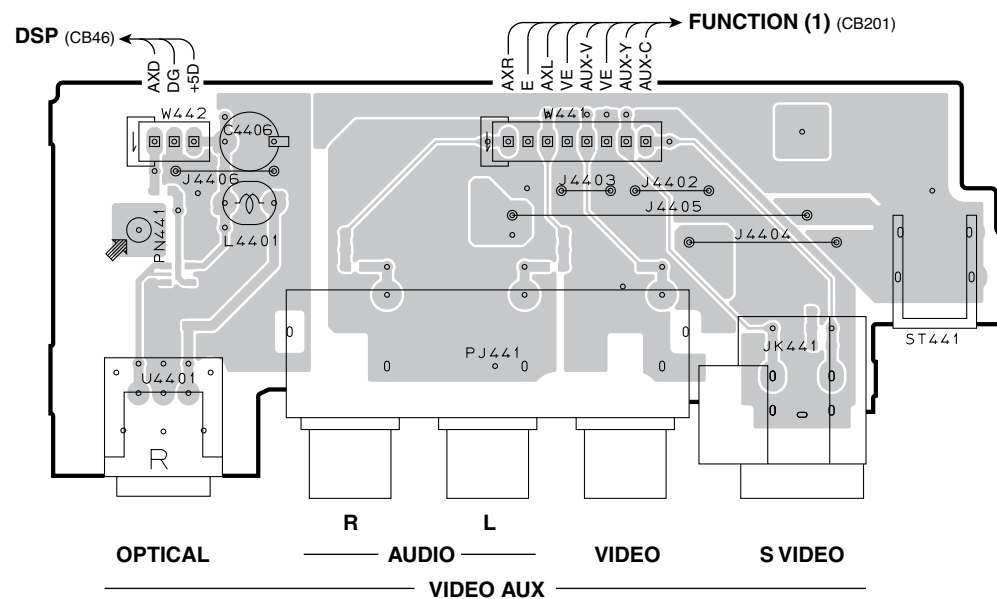 DSP (CB46)
FUNCTION (1) (CB201)
AXD
DG
+5D
AXR
E
AXL
VE
AUX-V
VE
AUX-Y
AUX-C
W442
W441
C4406
J4406
J4403
J4402
J4405
L4401
PN441
J4404
ST441
PJ441
JK441
U4401
R
R
L
OPTICAL
AUDIO
VIDEO
S VIDEO
VIDEO AUX